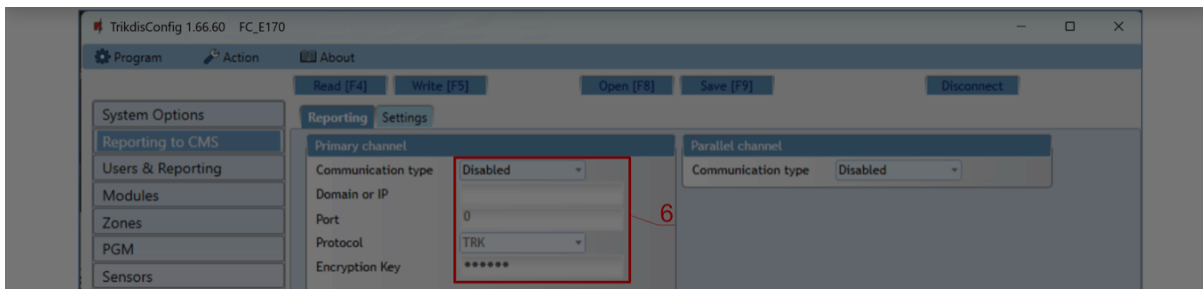 TrikdisConfig 1.66.60 FC_E170
Program Action About
Read [F4] Write [F5] Open [F8] Save [F9] Disconnect
System Options
Reporting to CMS
Users & Reporting
Modules
Zones
PGM
Sensors
Reporting Settings
Primary channel
Communication type Disabled
Domain or IP
Port 0
Protocol TRK
Encryption Key ••••••
6
Parallel channel
Communication type Disabled